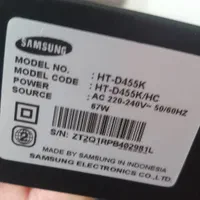 SAMSUNG
MODEL NO. : HT-D455K
MODEL CODE : HT-D455K/HC
POWER SOURCE : AC 220-240V~ 50/60HZ
67W
S/N: ZT2Q1RPB402981L
MADE BY SAMSUNG IN INDONESIA
SAMSUNG ELECTRONICS CO.,LTD